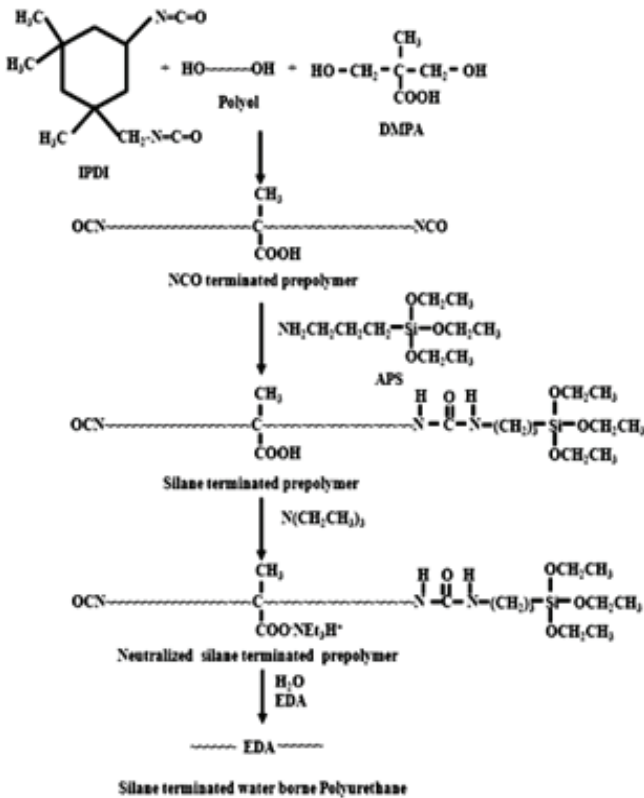 N=C=O
H₃C
CH₃
H₃C
+ HO OH +
HO-CH₂-C-CH₂-OH
Polyol
COOH
DMPA
H₃C CH₂-N=C=O
IPDI
CH₃
OCN C NCO
COOH
NCO terminated prepolymer
OCH₂CH₃
NH₂CH₂CH₂CH₂-Si-OCH₂CH₃
OCH₂CH₃
APS
H O H OCH₂CH₃
CH₃
OCN C N-C-N-(CH₂)₃-Si-OCH₂CH₃
COOH OCH₂CH₃
Silane terminated prepolymer
N(CH₂CH₃)₃
H O H OCH₂CH₃
CH₃
OCN C N-C-N-(CH₂)₃-Si-OCH₂CH₃
COO⁻NEt₃H⁺ OCH₂CH₃
Neutralized silane terminated prepolymer
H₂O
EDA
EDA
Silane terminated water borne Polyurethane